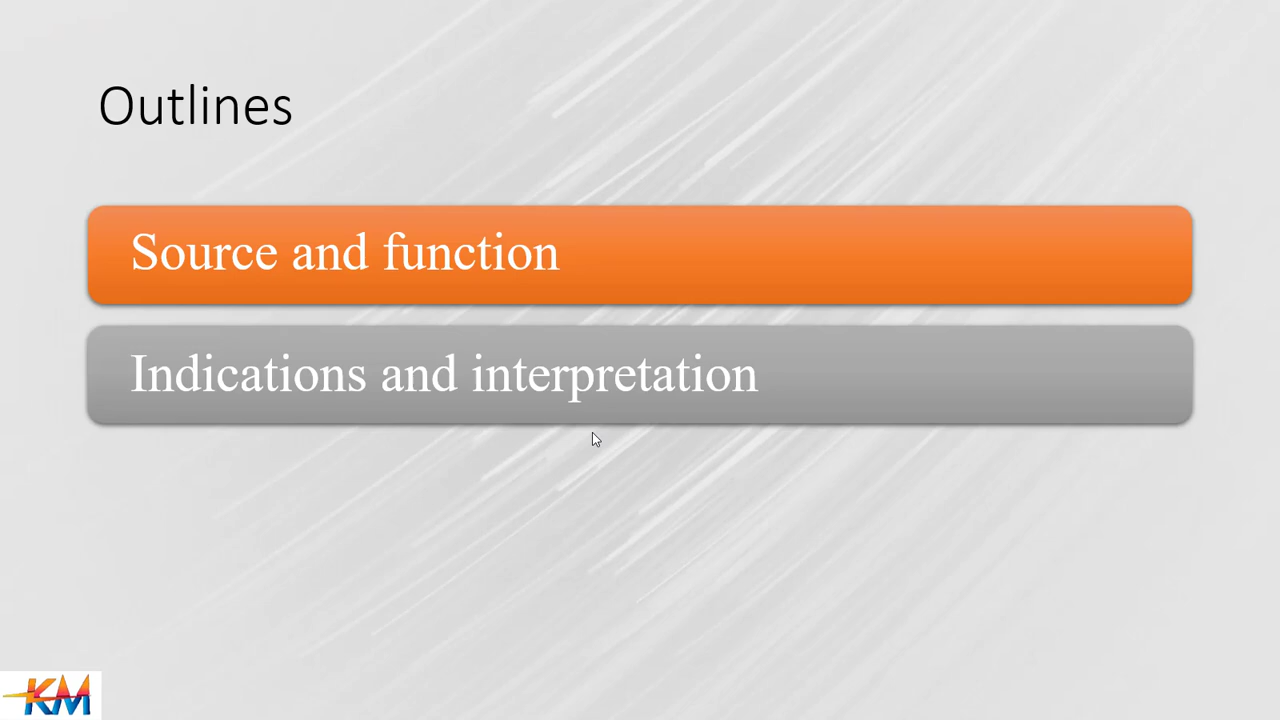 Outlines
Source and function
Indications and interpretation
KM